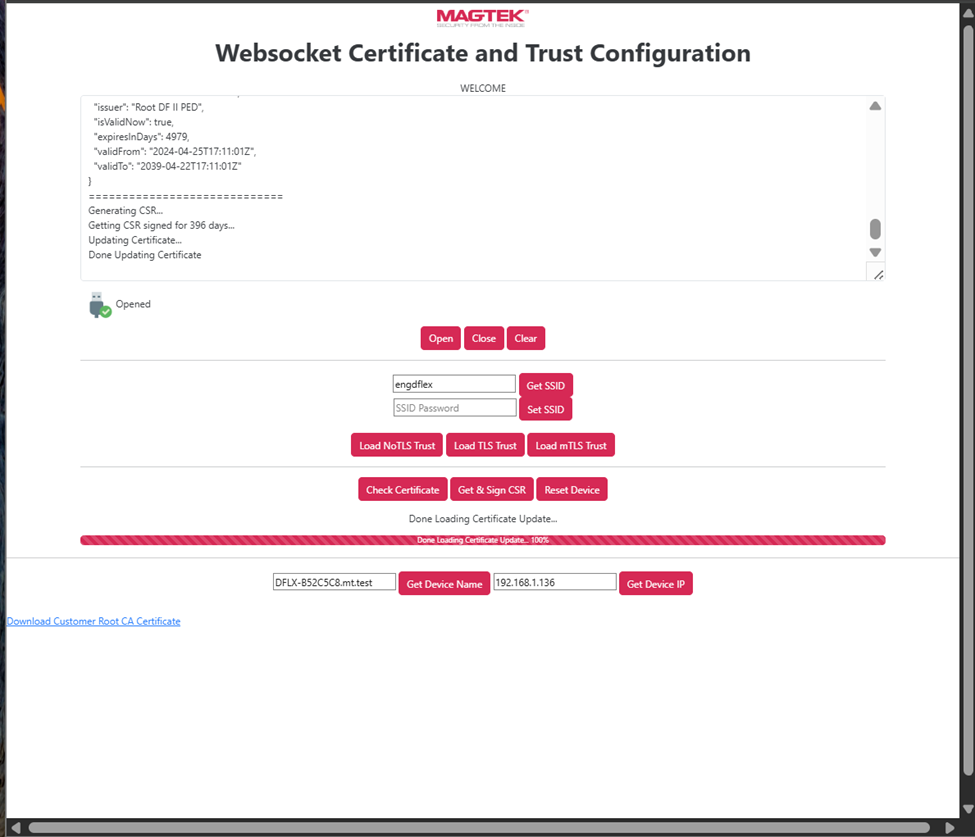 MAGTEK
SECURITY FROM THE INSIDE
Websocket Certificate and Trust Configuration
WELCOME
"issuer": "Root DF II PED",
"isValidNow": true,
"expiresInDays": 4979,
"validFrom": "2024-04-25T17:11:01Z",
"validTo": "2039-04-22T17:11:01Z"
}
=============================
Generating CSR...
Getting CSR signed for 396 days...
Updating Certificate...
Done Updating Certificate
Opened
Open Close Clear
engdflex Get SSID
SSID Password Set SSID
Load NoTLS Trust Load TLS Trust Load mTLS Trust
Check Certificate Get & Sign CSR Reset Device
Done Loading Certificate Update...
Done Loading Certificate Update... 100%
DFLX-B52C5C8.mt.test Get Device Name 192.168.1.136 Get Device IP
Download Customer Root CA Certificate